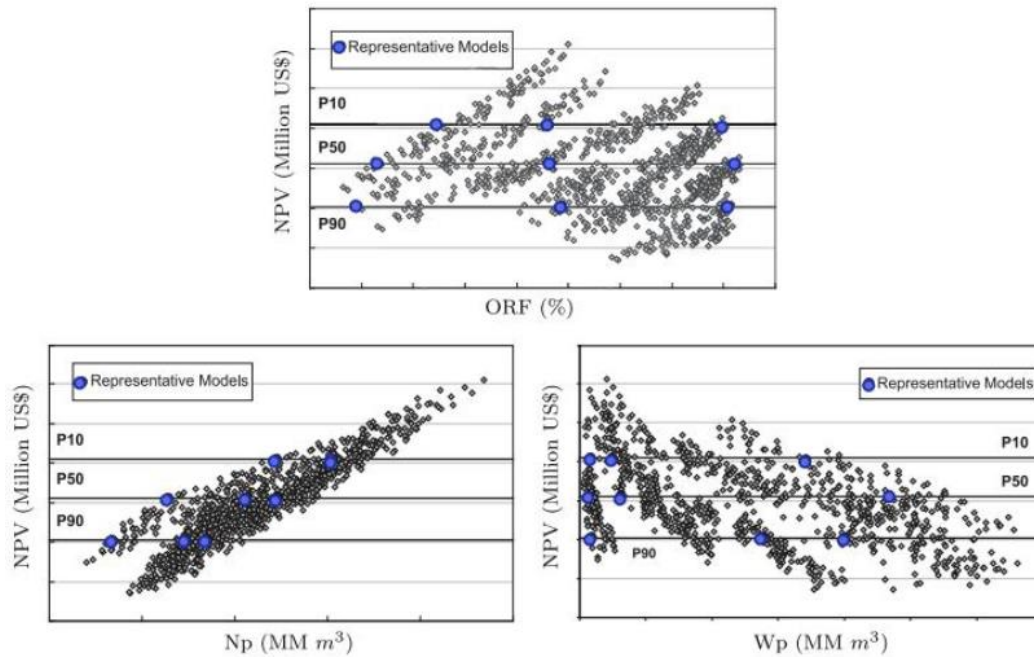 Representative Models
P10
P50
P90
NPV (Million US$)
ORF (%)
Representative Models
P10
P50
P90
NPV (Million US$)
Np (MM m³)
Representative Models
P10
P50
P90
NPV (Million US$)
Wp (MM m³)